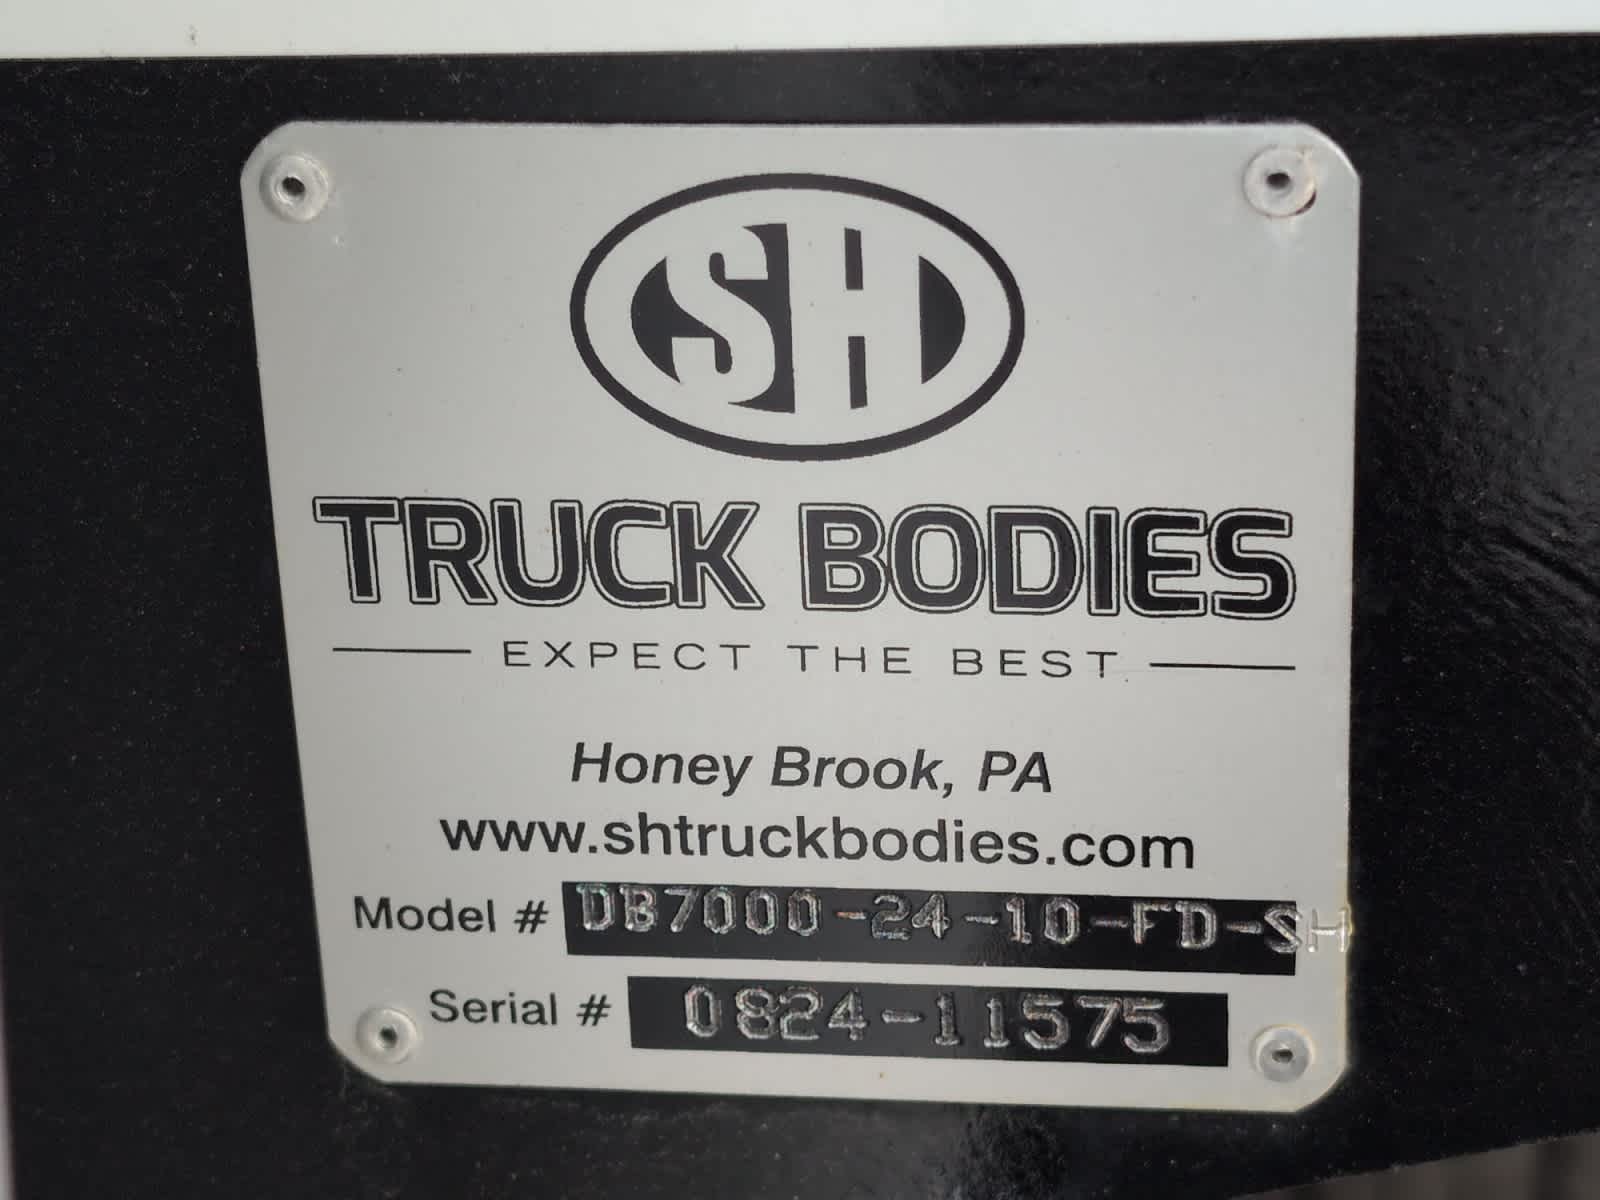 SH
TRUCK BODIES
EXPECT THE BEST
Honey Brook, PA
www.shtruckbodies.com
Model # DB7000-24-10-FD-SH
Serial # 0824-11575